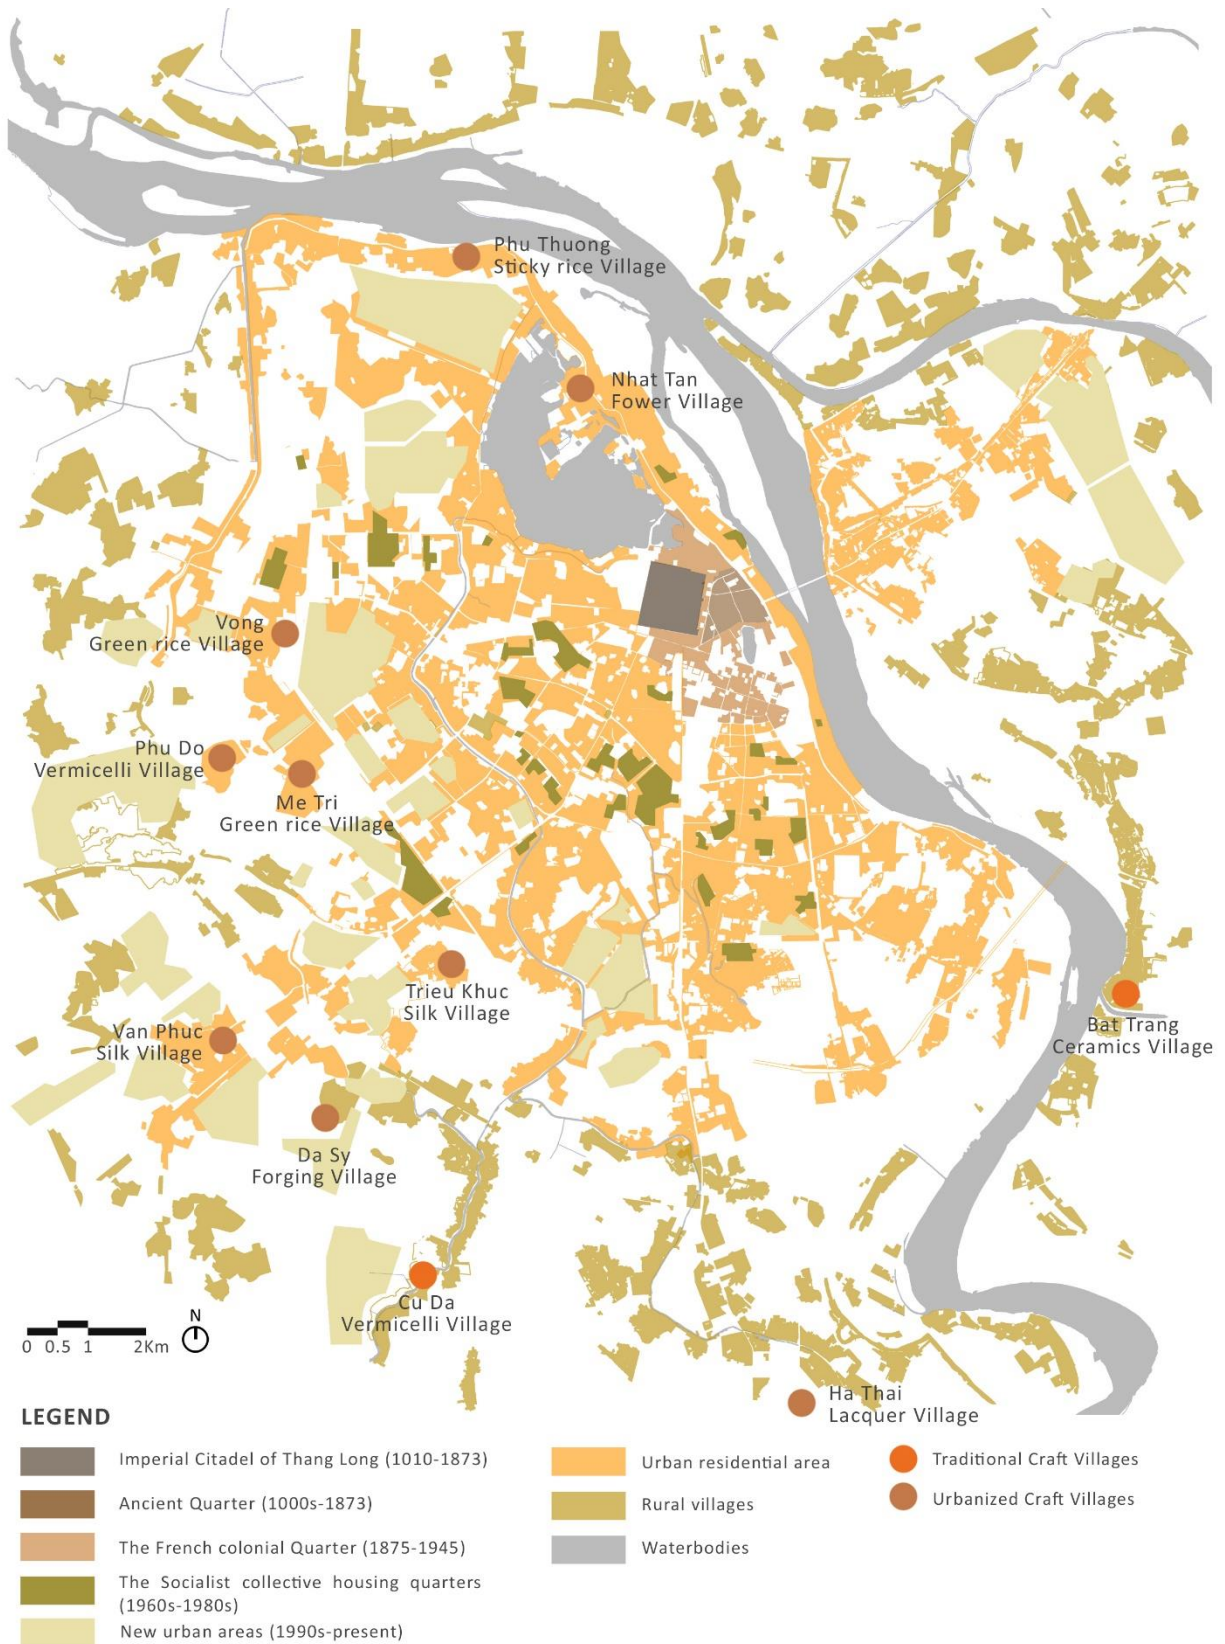 Phu Thuong
Sticky rice Village
Nhat Tan
Fower Village
Vong
Green rice Village
Phu Do
Vermicelli Village
Me Tri
Green rice Village
Trieu Khuc
Silk Village
Van Phuc
Silk Village
Bat Trang
Ceramics Village
Da Sy
Forging Village
Cu Da
Vermicelli Village
Ha Thai
Lacquer Village
N
0 0.5 1 2Km
LEGEND
Imperial Citadel of Thang Long (1010-1873)
Ancient Quarter (1000s-1873)
The French colonial Quarter (1875-1945)
The Socialist collective housing quarters
(1960s-1980s)
New urban areas (1990s-present)
Urban residential area
Rural villages
Waterbodies
Traditional Craft Villages
Urbanized Craft Villages